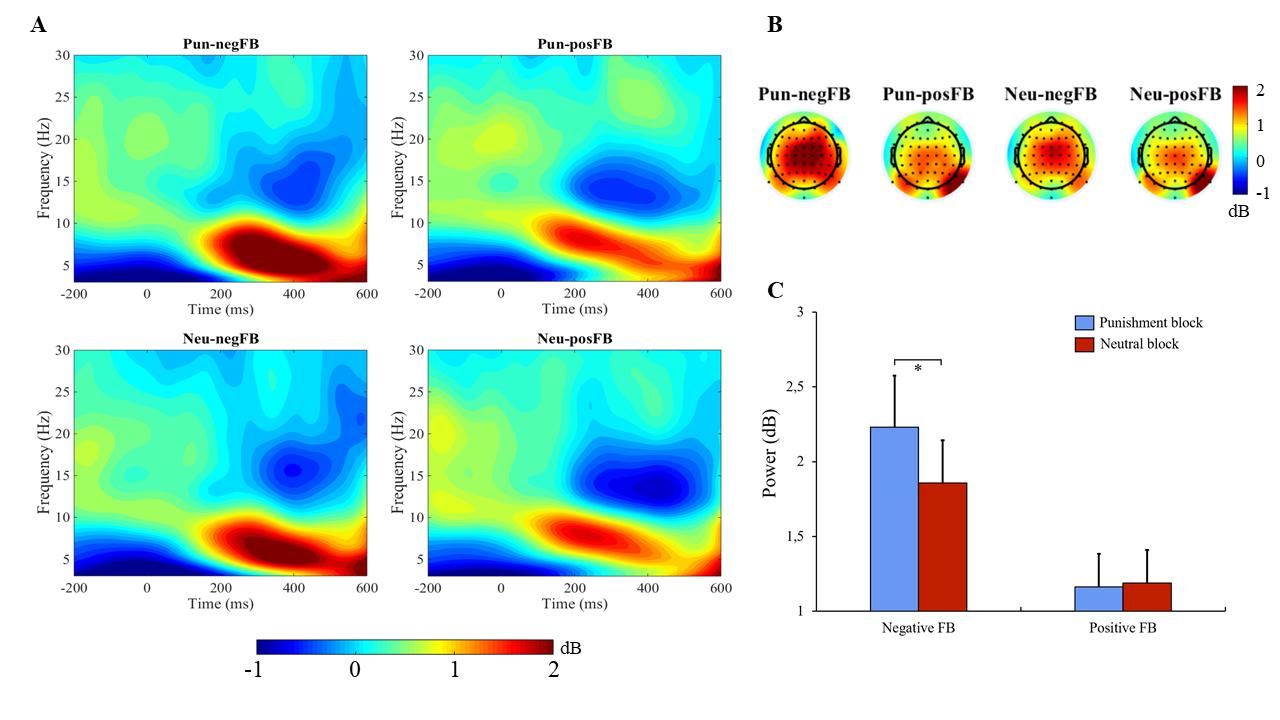 A
Pun-negFB
30
25
20
15
10
5
Frequency (Hz)
-200 0 200 400 600
Time (ms)
Pun-posFB
30
25
20
15
10
5
Frequency (Hz)
-200 0 200 400 600
Time (ms)
Neu-negFB
30
25
20
15
10
5
Frequency (Hz)
-200 0 200 400 600
Time (ms)
Neu-posFB
30
25
20
15
10
5
Frequency (Hz)
-200 0 200 400 600
Time (ms)
dB
-1 0 1 2
B
Pun-negFB Pun-posFB Neu-negFB Neu-posFB
2
1
0
-1
dB
C
Punishment block
Neutral block
*
3
2,5
2
1,5
1
Power (dB)
Negative FB Positive FB